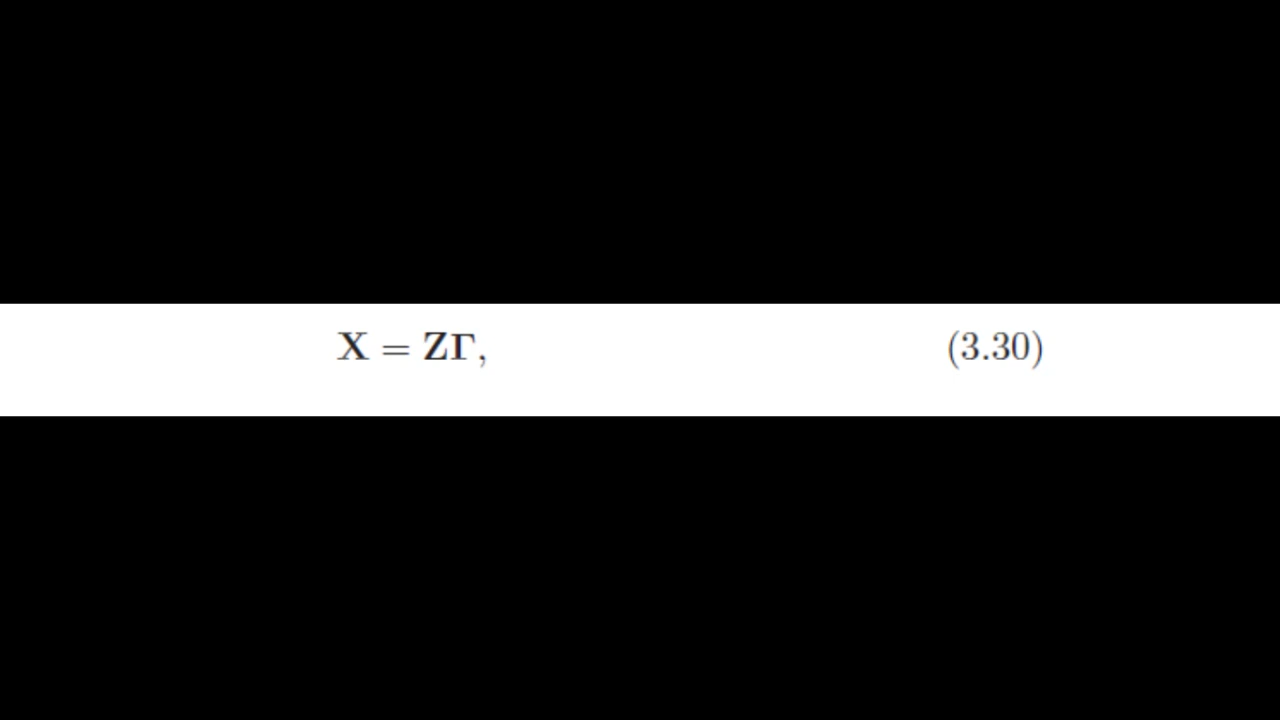 X = ZΓ, (3.30)